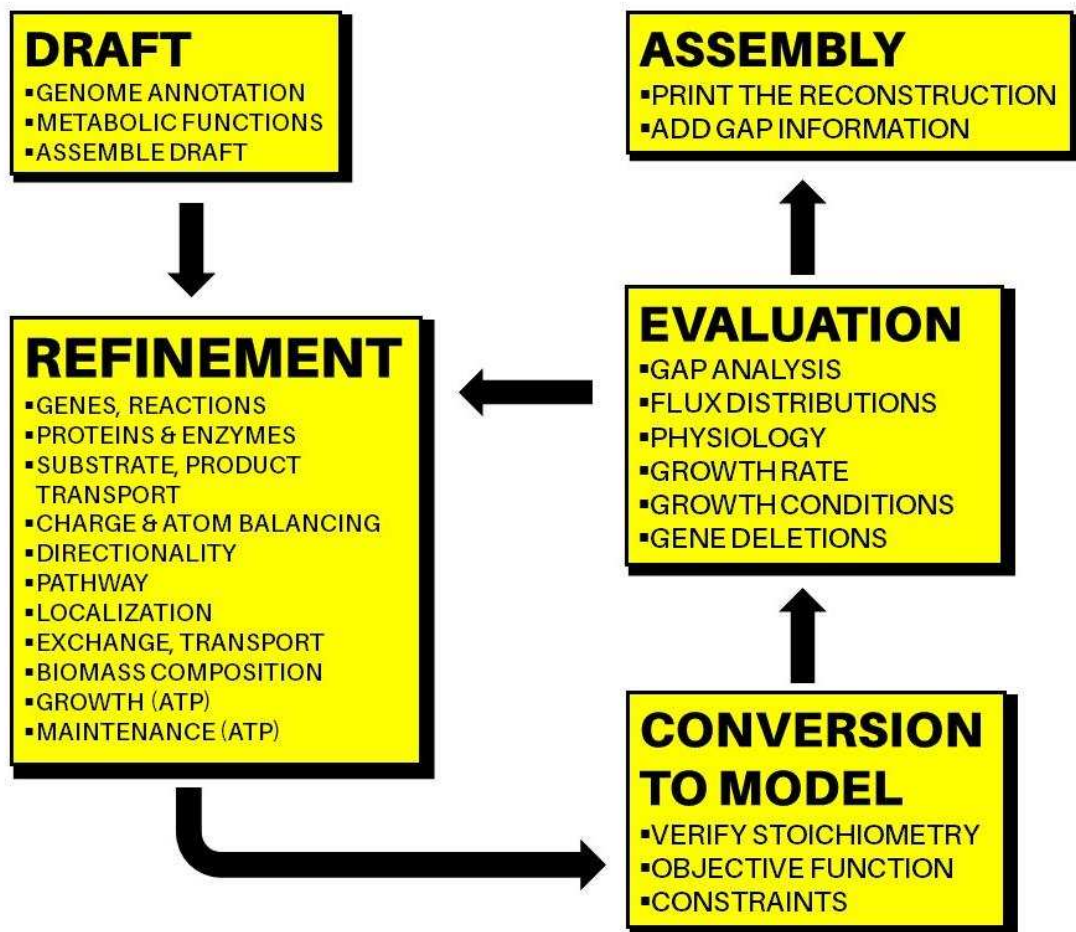 DRAFT
▪GENOME ANNOTATION
▪METABOLIC FUNCTIONS
▪ASSEMBLE DRAFT
REFINEMENT
▪GENES, REACTIONS
▪PROTEINS & ENZYMES
▪SUBSTRATE, PRODUCT
TRANSPORT
▪CHARGE & ATOM BALANCING
▪DIRECTIONALITY
▪PATHWAY
▪LOCALIZATION
▪EXCHANGE, TRANSPORT
▪BIOMASS COMPOSITION
▪GROWTH (ATP)
▪MAINTENANCE (ATP)
CONVERSION
TO MODEL
▪VERIFY STOICHIOMETRY
▪OBJECTIVE FUNCTION
▪CONSTRAINTS
EVALUATION
▪GAP ANALYSIS
▪FLUX DISTRIBUTIONS
▪PHYSIOLOGY
▪GROWTH RATE
▪GROWTH CONDITIONS
▪GENE DELETIONS
ASSEMBLY
▪PRINT THE RECONSTRUCTION
▪ADD GAP INFORMATION